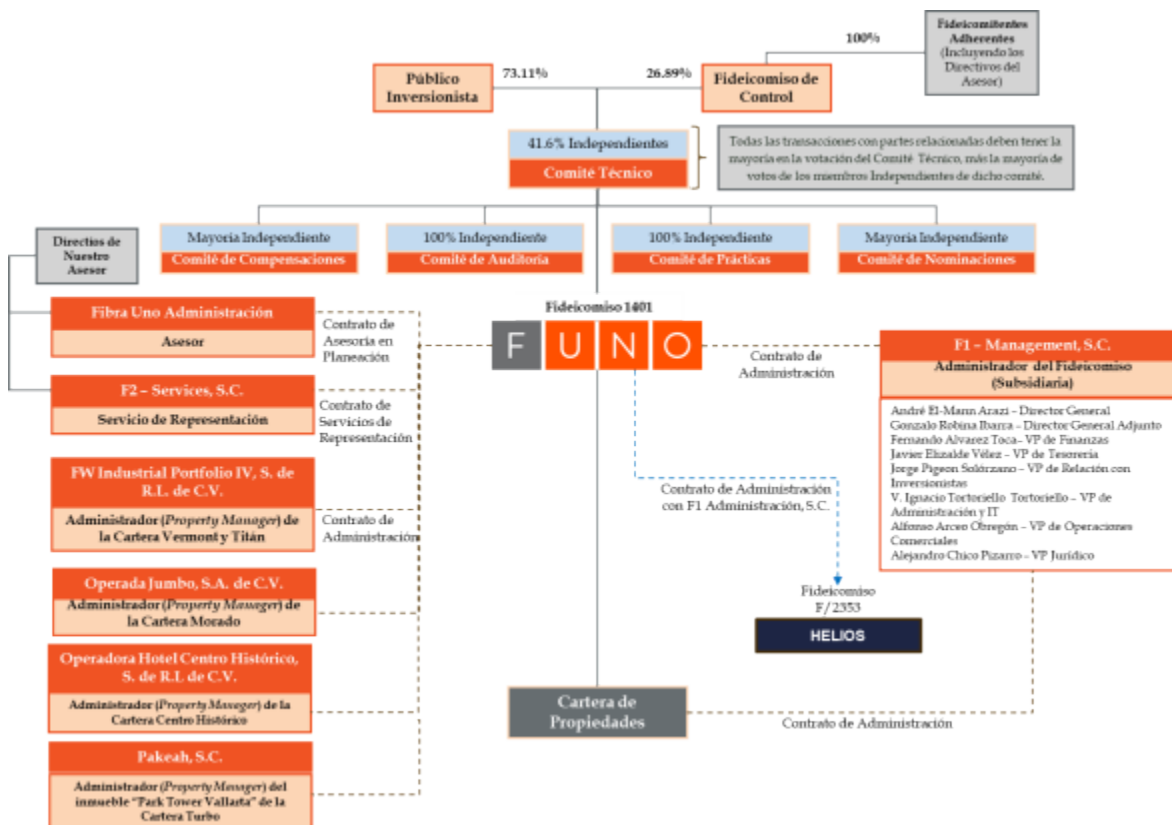 Fideicomitentes
Adherentes
(Incluyendo los
Directivos del
Asesor)
100%
Público
Inversionista
73.11%
26.89%
Fideicomiso de
Control
41.6% Independientes
Comité Técnico
Todas las transacciones con partes relacionadas deben tener la
mayoría en la votación del Comité Técnico, más la mayoría de
votos de los miembros Independientes de dicho comité.
Directios de
Nuestro
Asesor
Mayoría Independiente
Comité de Compensaciones
100% Independiente
Comité de Auditoría
100% Independiente
Comité de Prácticas
Mayoría Independiente
Comité de Nominaciones
Fideicomiso 1401
FUNO
Fibra Uno Administración
Asesor
Contrato de
Asesoría en
Planeación
F2 – Services, S.C.
Servicio de Representación
Contrato de
Servicios de
Representación
FW Industrial Portfolio IV, S. de
R.L. de C.V.
Administrador (Property Manager) de
la Cartera Vermont y Titán
Contrato de
Administración
Operada Jumbo, S.A. de C.V.
Administrador (Property Manager) de
la Cartera Morado
Operadora Hotel Centro Histórico,
S. de R.L de C.V.
Administrador (Property Manager) de la
Cartera Centro Histórico
Pakeah, S.C.
Administrador (Property Manager) del
inmueble "Park Tower Vallarta" de la
Cartera Turbo
Contrato de
Administración
F1 – Management, S.C.
Administrador del Fideicomiso
(Subsidiaria)
André El-Mann Arazi – Director General
Gonzalo Robina Ibarra – Director General Adjunto
Fernando Alvarez Toca– VP de Finanzas
Javier Elizalde Vélez – VP de Tesorería
Jorge Pigeon Solórzano – VP de Relación con
Inversionistas
V. Ignacio Tortoriello Tortoriello – VP de
Administración y IT
Alfonso Arceo Obregón – VP de Operaciones
Comerciales
Alejandro Chico Pizarro – VP Jurídico
Contrato de Administración
con F1 Administración, S.C.
Fideicomiso
F/2353
HELIOS
Cartera de
Propiedades
Contrato de Administración